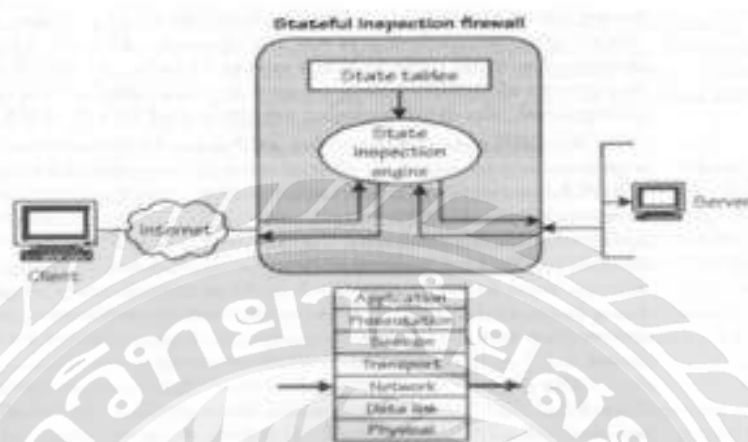 Stateful inspection firewall
State tables
State
inspection
engine
Internet
Client
Server
Application
Presentation
Session
Transport
Network
Data link
Physical